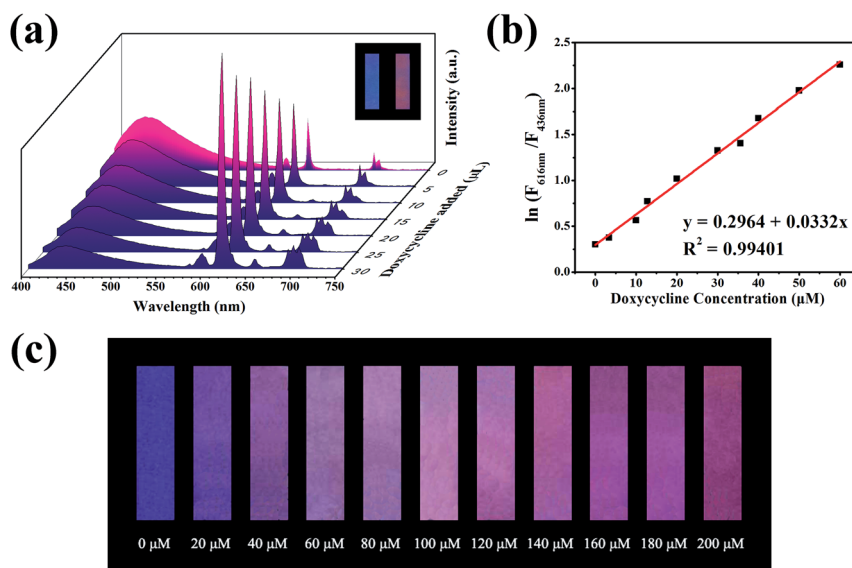 (a)
Intensity (a.u.)
0
5
10
15
20
25
30
Doxycycline added (μL)
400 450 500 550 600 650 700 750
Wavelength (nm)
(b)
2.5
2.0
1.5
1.0
0.5
0.0
ln (F616nm /F436nm)
y = 0.2964 + 0.0332x
R² = 0.99401
0 10 20 30 40 50 60
Doxycycline Concentration (μM)
(c)
0 μM 20 μM 40 μM 60 μM 80 μM 100 μM 120 μM 140 μM 160 μM 180 μM 200 μM